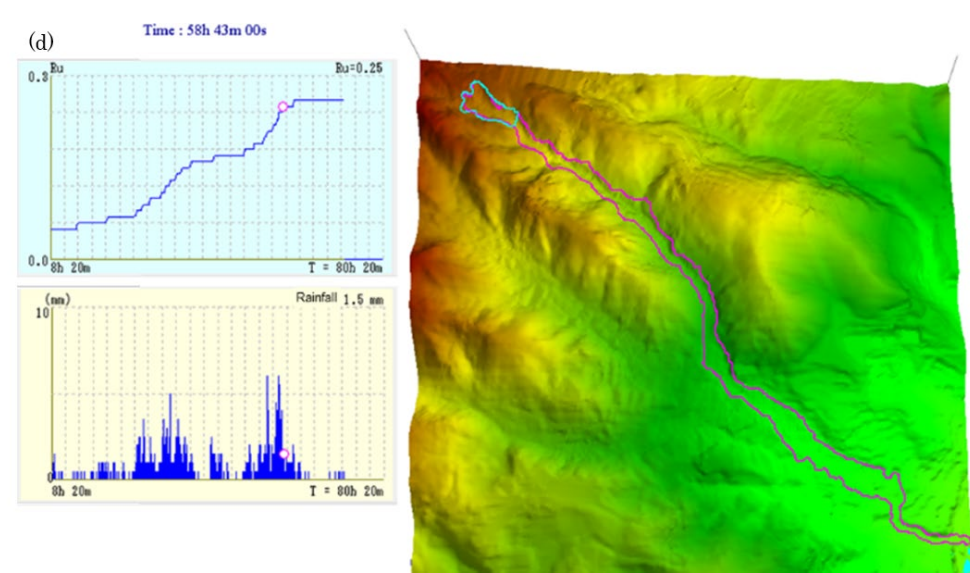 (d)
Time : 58h 43m 00s
0.3
Ru
Ru=0.25
0.0
8h 20m
T = 80h 20m
(mm)
Rainfall 1.5 mm
10
0
8h 20m
T = 80h 20m